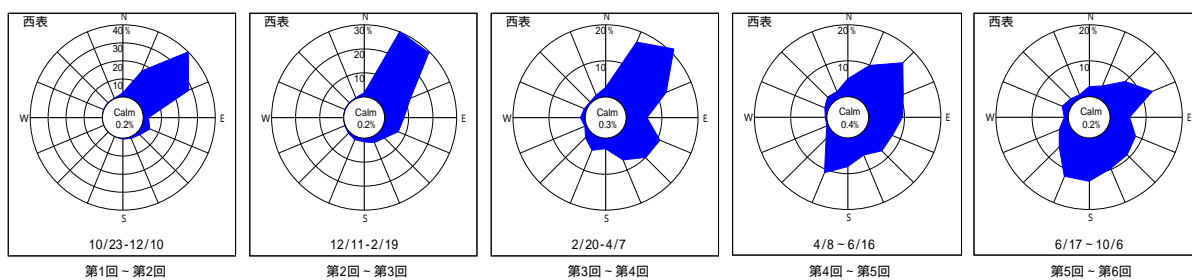 西表
N
40%
30
20
10
W
Calm
0.2%
E
S
10/23-12/10
第1回 ~ 第2回
西表
N
30%
20
10
W
Calm
0.2%
E
S
12/11-2/19
第2回 ~ 第3回
西表
N
20%
10
W
Calm
0.3%
E
S
2/20-4/7
第3回 ~ 第4回
西表
N
20%
10
W
Calm
0.4%
E
S
4/8 ~ 6/16
第4回 ~ 第5回
西表
N
20%
10
W
Calm
0.2%
E
S
6/17 ~ 10/6
第5回 ~ 第6回